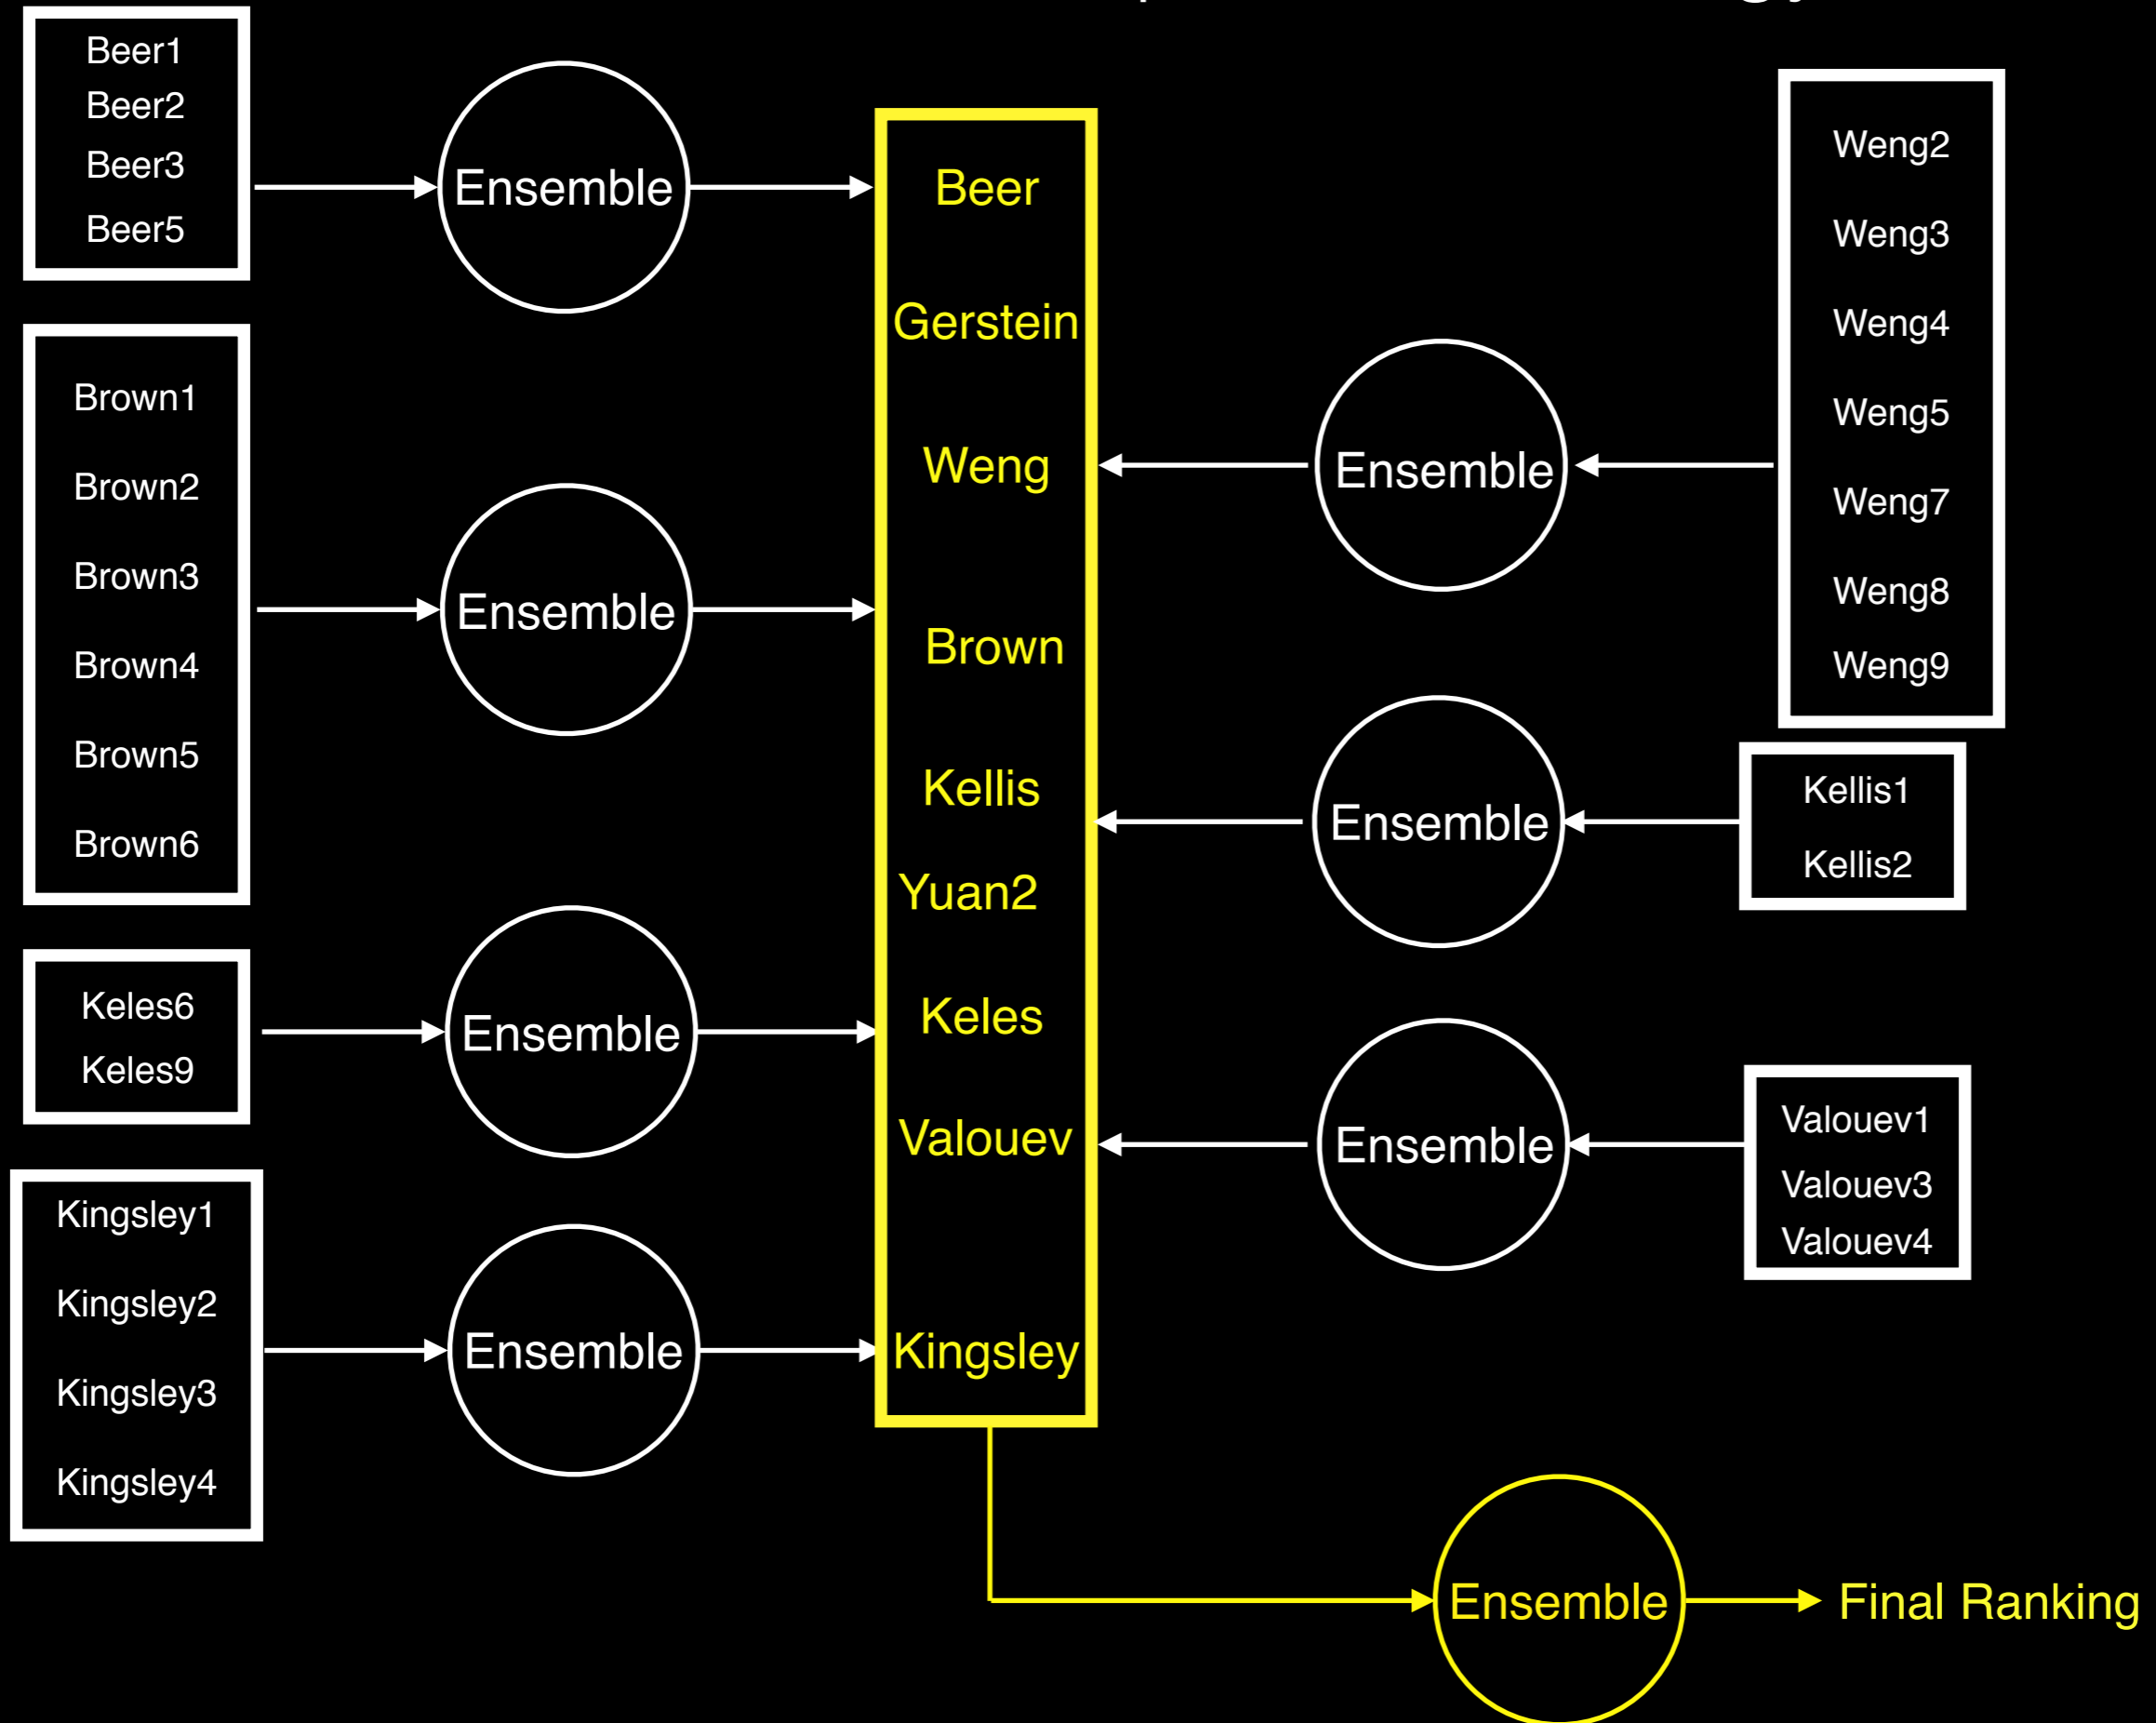 Beer1
Beer2
Beer3
Beer5
Ensemble
Brown1
Brown2
Brown3
Brown4
Brown5
Brown6
Ensemble
Keles6
Keles9
Ensemble
Kingsley1
Kingsley2
Kingsley3
Kingsley4
Ensemble
Beer
Gerstein
Weng
Brown
Kellis
Yuan2
Keles
Valouev
Kingsley
Ensemble
Weng2
Weng3
Weng4
Weng5
Weng7
Weng8
Weng9
Ensemble
Kellis1
Kellis2
Ensemble
Valouev1
Valouev3
Valouev4
Ensemble
Final Ranking